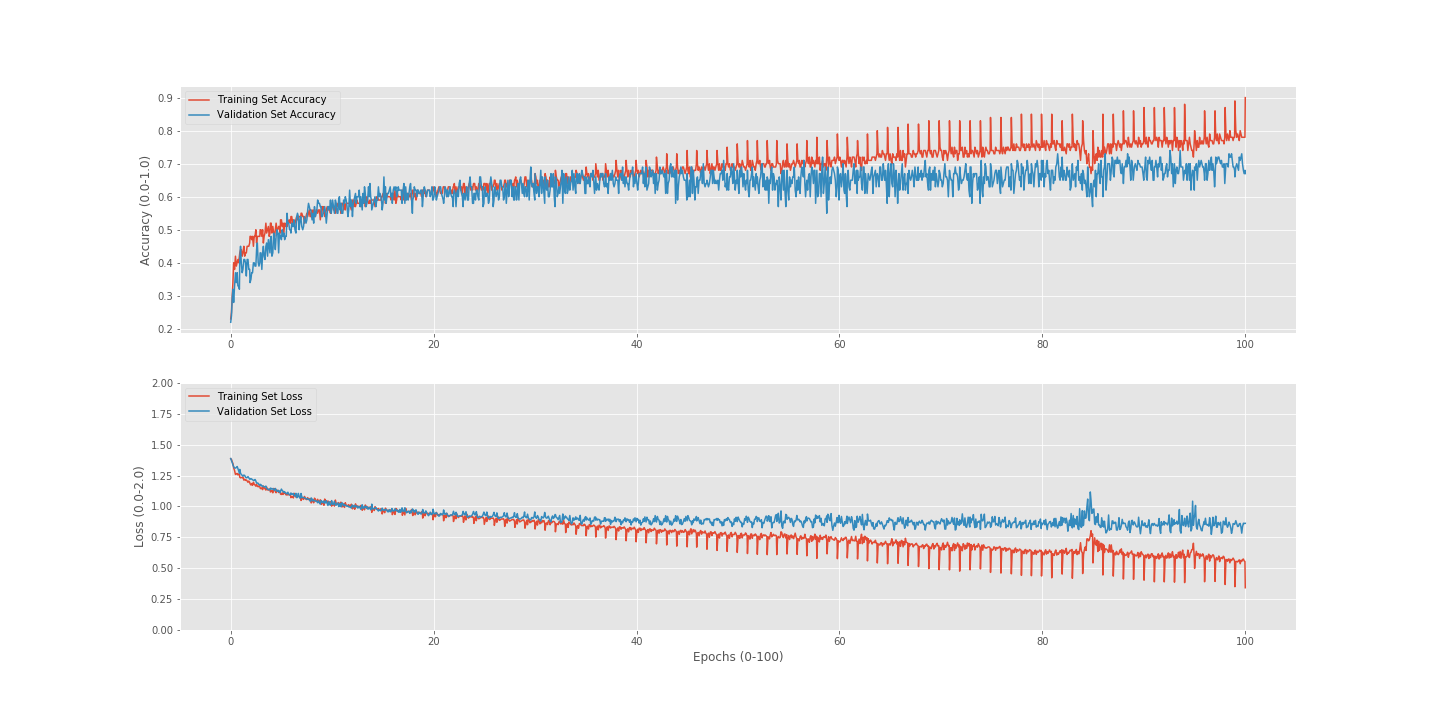 Training Set Accuracy
Validation Set Accuracy
Accuracy (0.0-1.0)
0.9
0.8
0.7
0.6
0.5
0.4
0.3
0.2
0 20 40 60 80 100
Training Set Loss
Validation Set Loss
Loss (0.0-2.0)
2.00
1.75
1.50
1.25
1.00
0.75
0.50
0.25
0.00
0 20 40 60 80 100
Epochs (0-100)